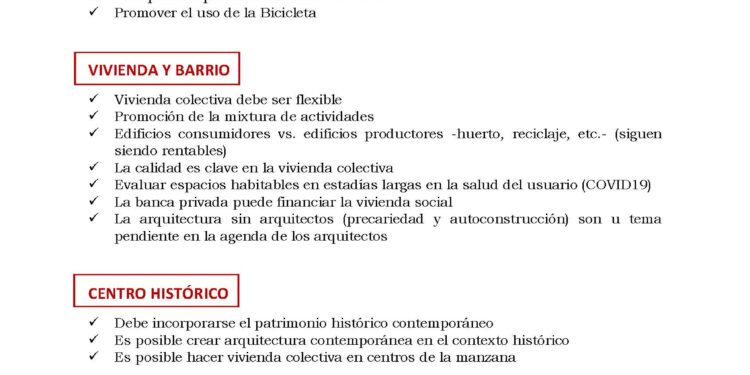 ✓ Promover el uso de la Bicicleta
VIVIENDA Y BARRIO
✓ Vivienda colectiva debe ser flexible
✓ Promoción de la mixtura de actividades
✓ Edificios consumidores vs. edificios productores -huerto, reciclaje, etc.- (siguen
siendo rentables)
✓ La calidad es clave en la vivienda colectiva
✓ Evaluar espacios habitables en estadías largas en la salud del usuario (COVID19)
✓ La banca privada puede financiar la vivienda social
✓ La arquitectura sin arquitectos (precariedad y autoconstrucción) son u tema
pendiente en la agenda de los arquitectos
CENTRO HISTÓRICO
✓ Debe incorporarse el patrimonio histórico contemporáneo
✓ Es posible crear arquitectura contemporánea en el contexto histórico
✓ Es posible hacer vivienda colectiva en centros de la manzana